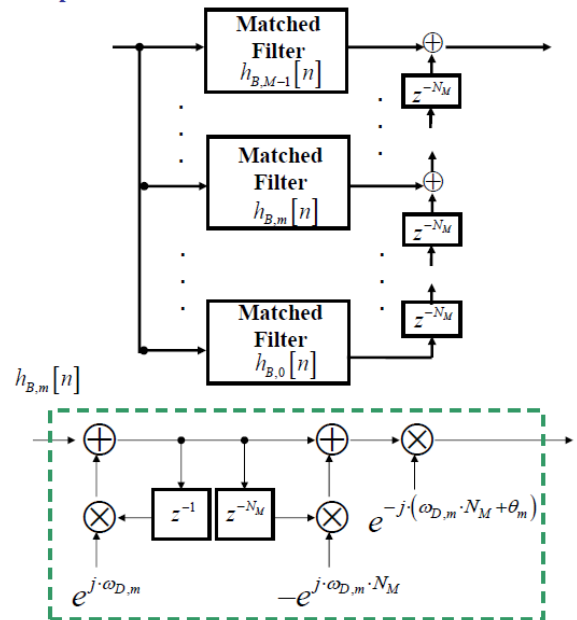 Matched
Filter
h_{B,M-1}[n]
z^{-N_M}
Matched
Filter
h_{B,m}[n]
z^{-N_M}
Matched
Filter
h_{B,0}[n]
z^{-N_M}
h_{B,m}[n]
z^{-1}
z^{-N_M}
e^{-j·(ω_{D,m}·N_M+θ_m)}
e^{j·ω_{D,m}}
-e^{j·ω_{D,m}·N_M}